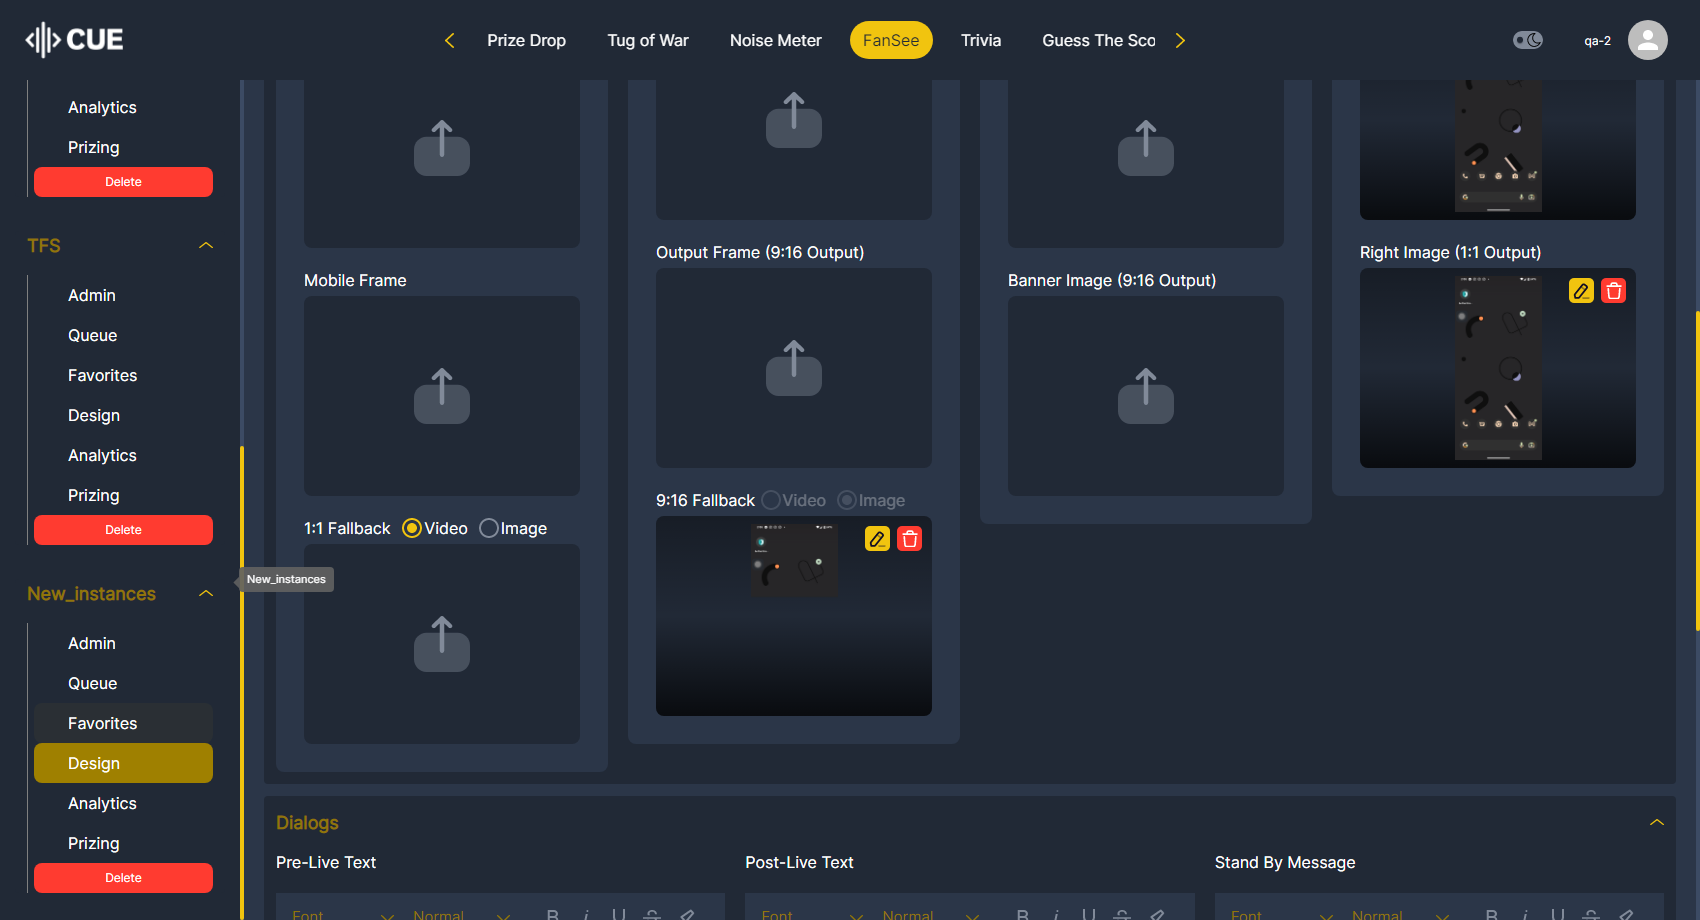 CUE
Prize Drop
Tug of War
Noise Meter
FanSee
Trivia
Guess The Sco
qa-2
Analytics
Prizing
Delete
TFS
Admin
Queue
Favorites
Design
Analytics
Prizing
Delete
New_instances
New_instances
Admin
Queue
Favorites
Design
Analytics
Prizing
Delete
Mobile Frame
1:1 Fallback Video Image
Output Frame (9:16 Output)
9:16 Fallback Video Image
Banner Image (9:16 Output)
Right Image (1:1 Output)
Dialogs
Pre-Live Text
Post-Live Text
Stand By Message
Font Normal B i U S
Font Normal B i U S
Font Normal B i U S